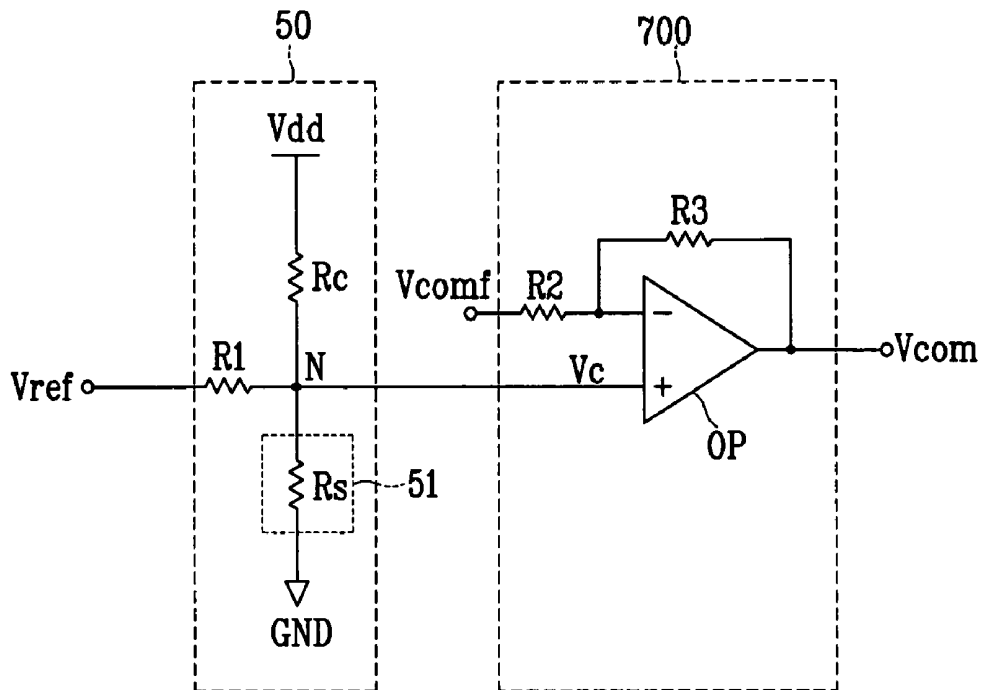 50
700
Vdd
R3
Rc
Vcomf
R2
−
R1
N
Vref
Vc
+
Vcom
OP
Rs
51
GND